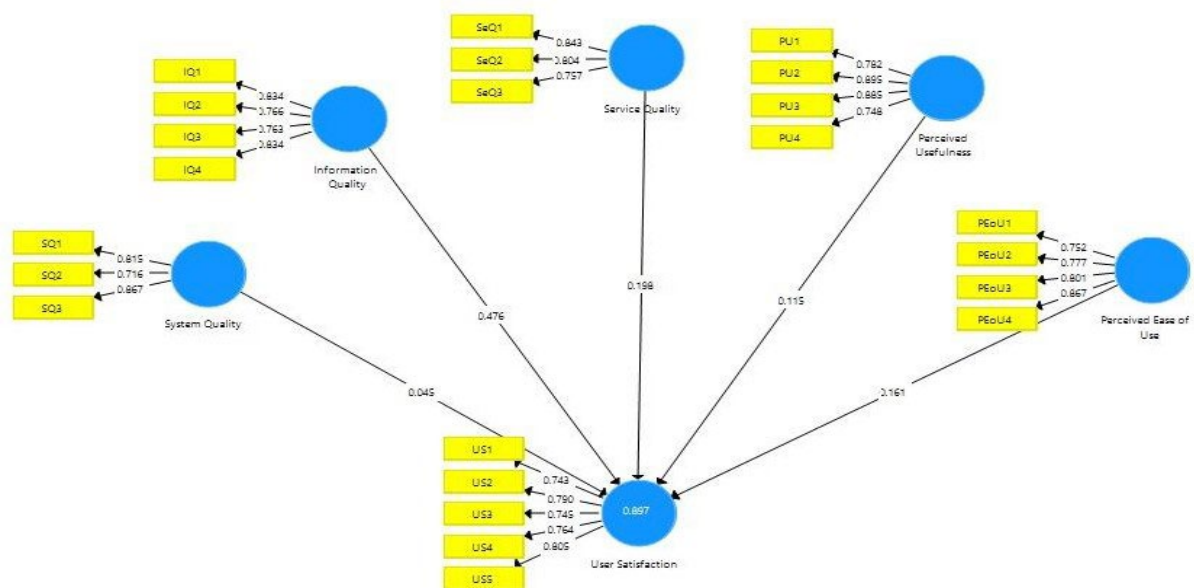 SeQ1
SeQ2
SeQ3
0.843
0.804
0.757
Service Quality
PU1
PU2
PU3
PU4
0.782
0.895
0.885
0.748
Perceived
Usefulness
IQ1
IQ2
IQ3
IQ4
0.834
0.766
0.763
0.834
Information
Quality
SQ1
SQ2
SQ3
0.815
0.716
0.867
System Quality
PEoU1
PEoU2
PEoU3
PEoU4
0.752
0.777
0.801
0.867
Perceived Ease of
Use
0.476
0.198
0.115
0.045
0.161
US1
US2
US3
US4
US5
0.743
0.790
0.745
0.764
0.805
0.897
User Satisfaction